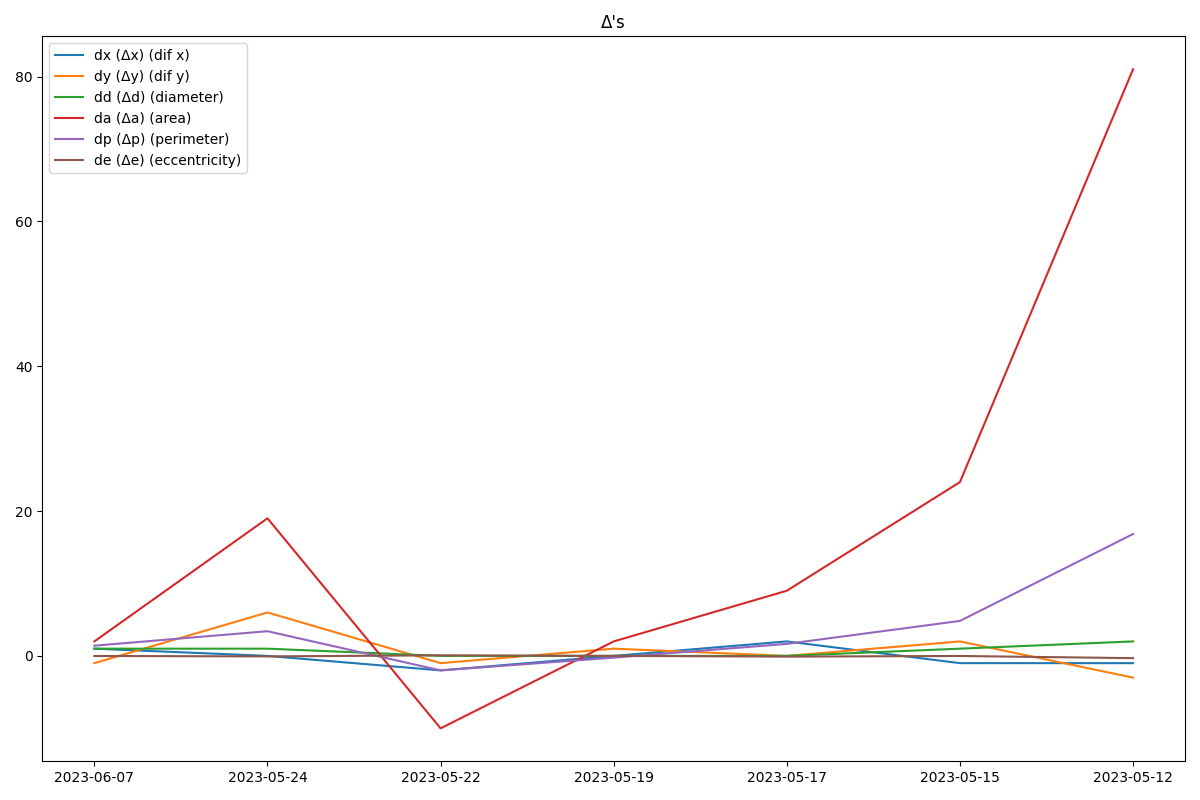 Δ's
dx (Δx) (dif x)
dy (Δy) (dif y)
dd (Δd) (diameter)
da (Δa) (area)
dp (Δp) (perimeter)
de (Δe) (eccentricity)
80
60
40
20
0
2023-06-07 2023-05-24 2023-05-22 2023-05-19 2023-05-17 2023-05-15 2023-05-12